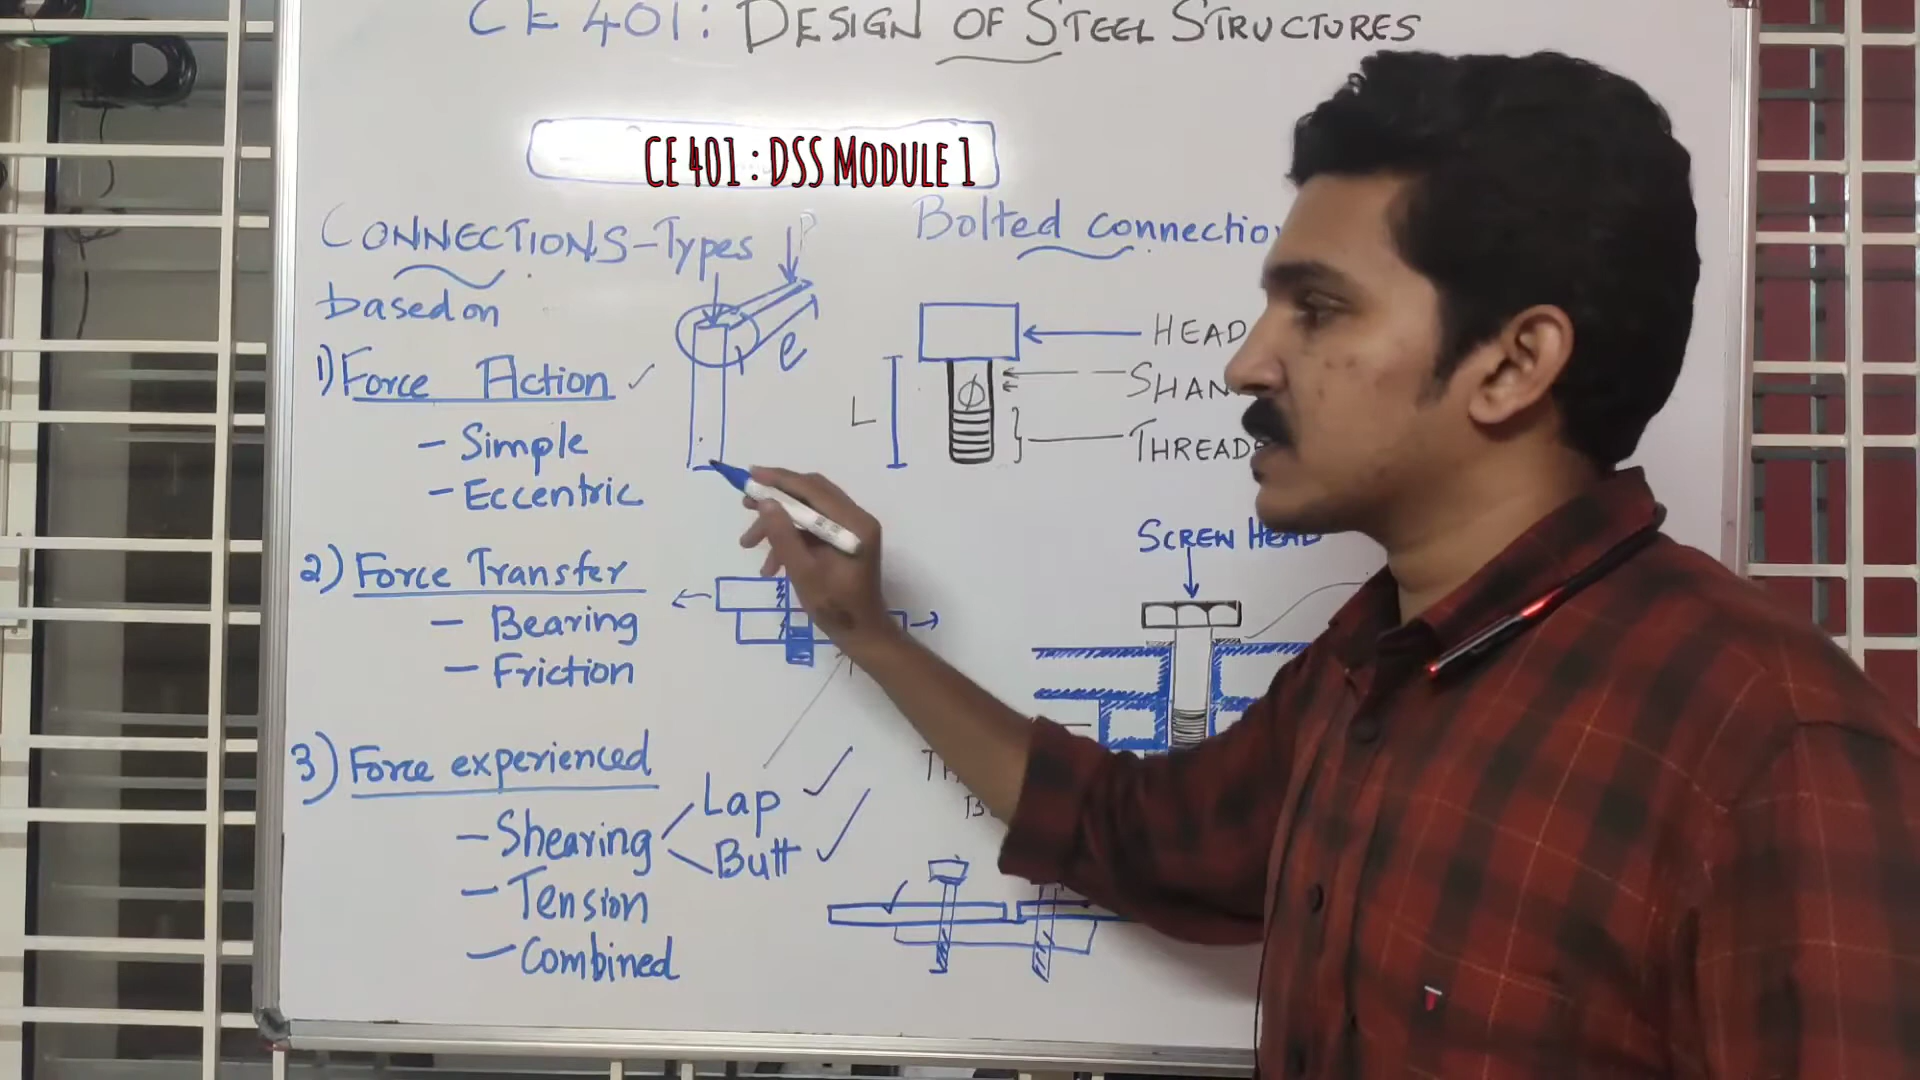 CE 401: DESIGN OF STEEL STRUCTURES
CE 401 : DSS MODULE 1
CONNECTIONS-Types
based on
1) Force Action
- Simple
- Eccentric
2) Force Transfer
- Bearing
- Friction
3) Force experienced
- Shearing
Lap
Butt
- Tension
- Combined
P
e
Bolted connectio
HEAD
SHAN
THREAD
L
φ
SCREW HEAD